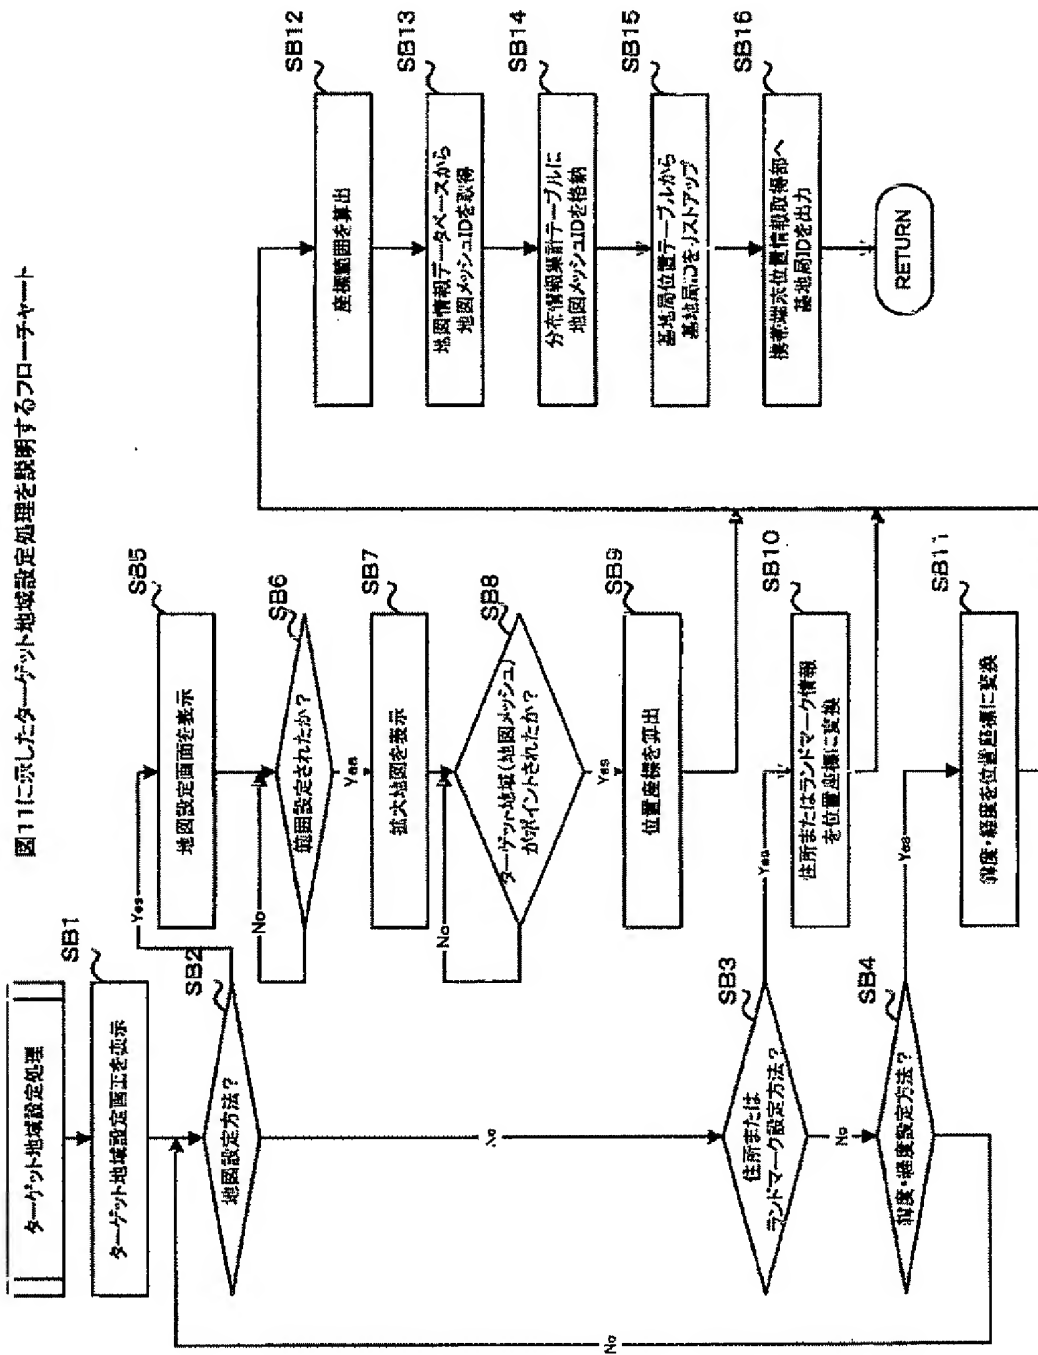 図11に示したターゲット地域設定処理を説明するフローチャート
ターゲット地域設定処理
SB1
ターゲット地域設定画面を表示
SB2
地図設定方法?
Yes
No
SB3
住所または
ランドマーク設定方法?
Yes
No
SB4
緯度・経度設定方法?
Yes
No
SB5
地図設定画面を表示
SB6
範囲設定されたか?
No
Yes
SB7
拡大地図を表示
SB8
ターゲット地域(地図メッシュ)
がポイントされたか?
No
Yes
SB9
位置座標を算出
SB10
住所またはランドマーク情報
を位置座標に変換
SB11
緯度・経度を位置座標に変換
SB12
座標範囲を算出
SB13
地図情報データベースから
地図メッシュIDを取得
SB14
分布情報集計テーブルに
地図メッシュIDを格納
SB15
基地局位置テーブルから
基地局IDをリストアップ
SB16
携帯端末位置情報取得部へ
基地局IDを出力
RETURN